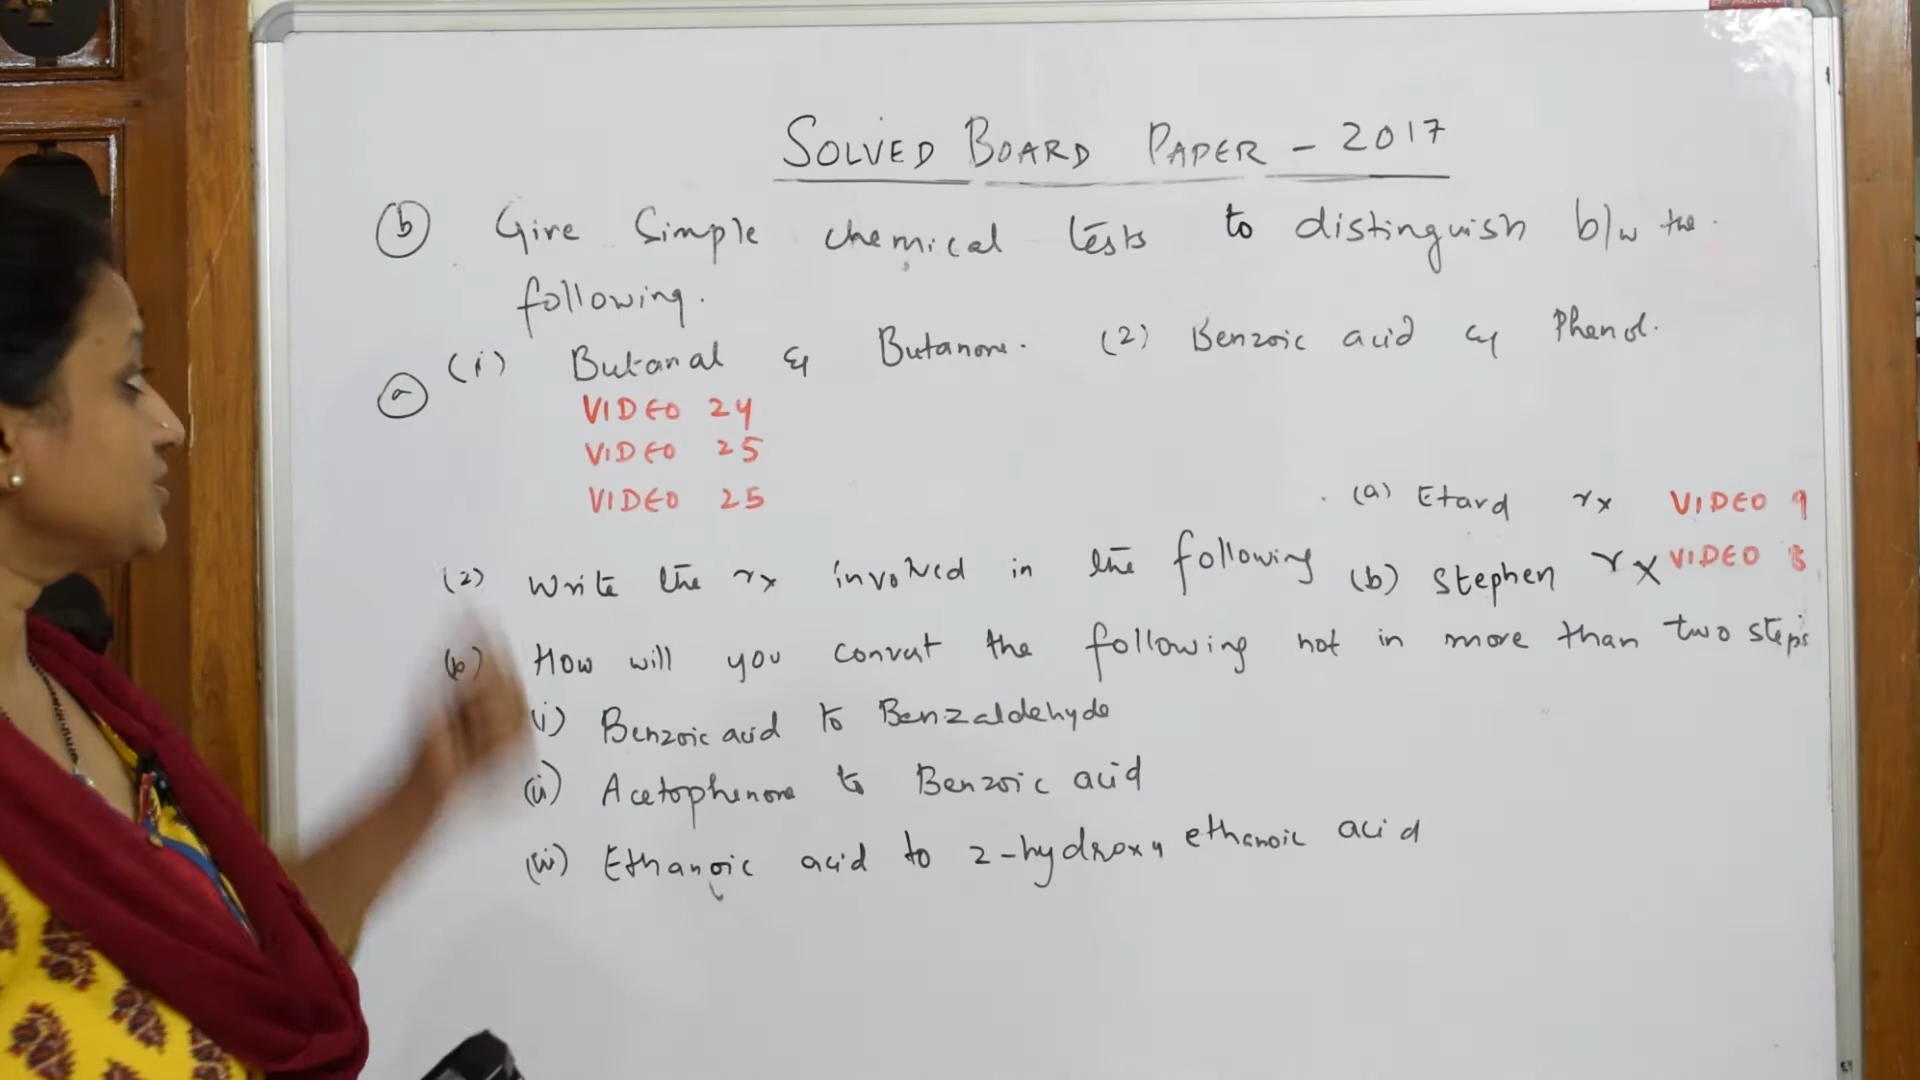 SOLVED BOARD PAPER - 2017
(b) Give Simple chemical tests to distinguish b/w the
following.
(i) Butanal & Butanone. (2) Benzoic acid & Phenol.
(a)
VIDEO 24
VIDEO 25
VIDEO 25
(a) Etard rx VIDEO 9
(2) Write the rx involved in the following (b) Stephen rx VIDEO 8
(b) How will you convert the following not in more than two steps
(i) Benzoic acid to Benzaldehyde
(ii) Acetophenone to Benzoic acid
(iii) Ethanoic acid to 2-hydroxy ethanoic acid